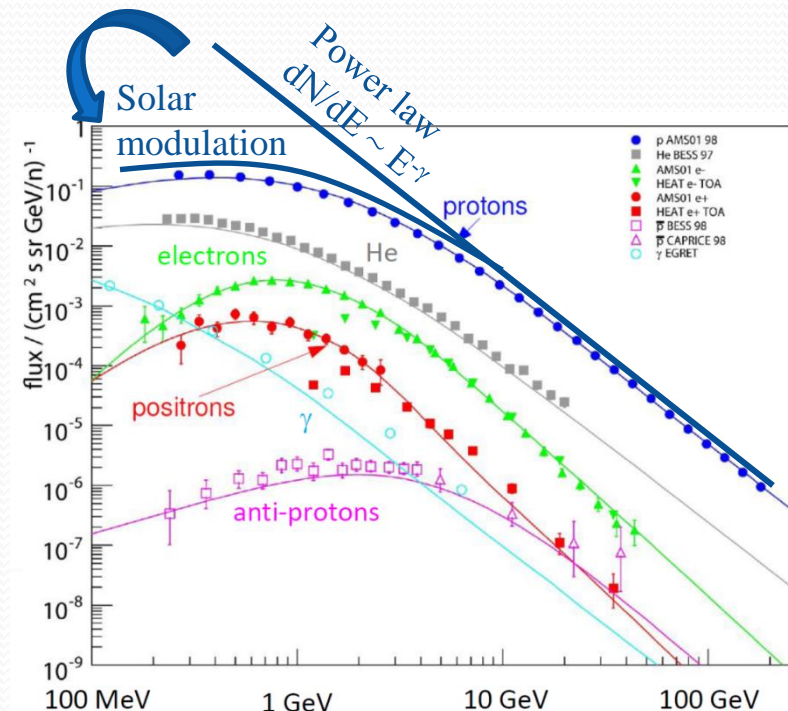 Power law
dN/dE ~ E-γ
Solar
modulation
1
10-1
10-2
10-3
10-4
10-5
10-6
10-7
10-8
10-9
flux / (cm 2 s sr GeV/n) -1
p AMS01 98
He BESS 97
AMS01 e-
HEAT e- TOA
AMS01 e+
HEAT e+ TOA
p̅ BESS 98
p̅ CAPRICE 98
γ EGRET
protons
He
electrons
positrons
γ
anti-protons
100 MeV 1 GeV 10 GeV 100 GeV